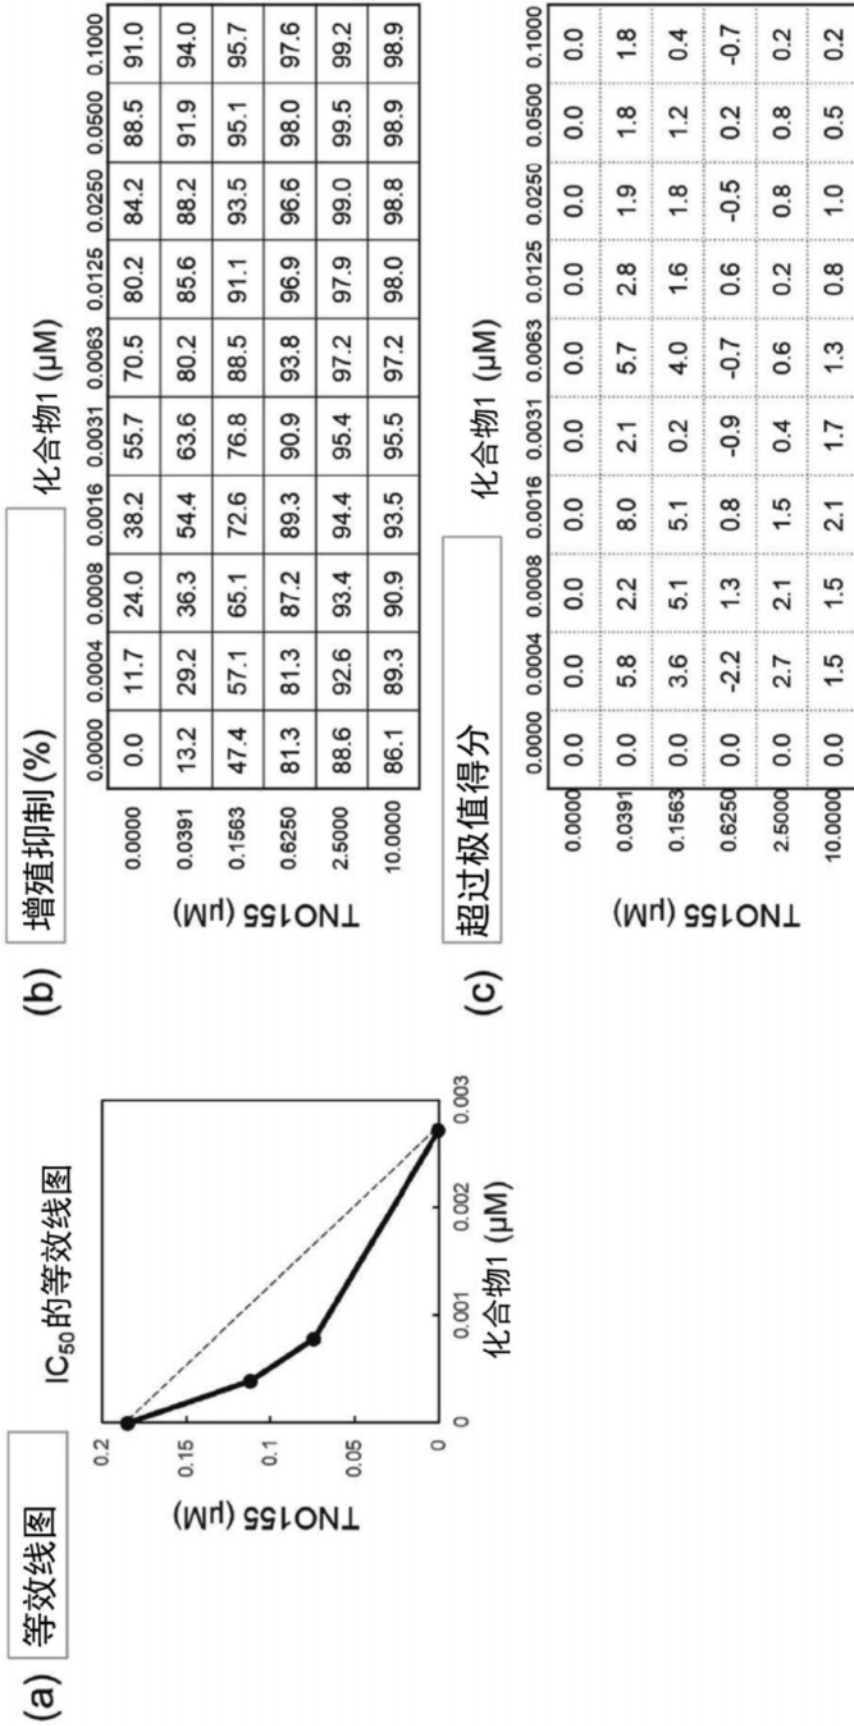 (a) 等效线图
IC50的等效线图
TNO155 (μM)
0.2
0.15
0.1
0.05
0
0 0.001 0.002 0.003
化合物1 (μM)
(b) 增殖抑制(%)
化合物1 (μM)
0.0000 0.0004 0.0008 0.0016 0.0031 0.0063 0.0125 0.0250 0.0500 0.1000
TNO155 (μM)
0.0000 0.0 11.7 24.0 38.2 55.7 70.5 80.2 84.2 88.5 91.0
0.0391 13.2 29.2 36.3 54.4 63.6 80.2 85.6 88.2 91.9 94.0
0.1563 47.4 57.1 65.1 72.6 76.8 88.5 91.1 93.5 95.1 95.7
0.6250 81.3 81.3 87.2 89.3 90.9 93.8 96.9 96.6 98.0 97.6
2.5000 88.6 92.6 93.4 94.4 95.4 97.2 97.9 99.0 99.5 99.2
10.0000 86.1 89.3 90.9 93.5 95.5 97.2 98.0 98.8 98.9 98.9
(c) 超过极值得分
化合物1 (μM)
0.0000 0.0004 0.0008 0.0016 0.0031 0.0063 0.0125 0.0250 0.0500 0.1000
TNO155 (μM)
0.0000 0.0 0.0 0.0 0.0 0.0 0.0 0.0 0.0 0.0 0.0
0.0391 0.0 5.8 2.2 8.0 2.1 5.7 2.8 1.9 1.8 1.8
0.1563 0.0 3.6 5.1 5.1 0.2 4.0 1.6 1.8 1.2 0.4
0.6250 0.0 -2.2 1.3 0.8 -0.9 -0.7 0.6 -0.5 0.2 -0.7
2.5000 0.0 2.7 2.1 1.5 0.4 0.6 0.2 0.8 0.8 0.2
10.0000 0.0 1.5 1.5 2.1 1.7 1.3 0.8 1.0 0.5 0.2